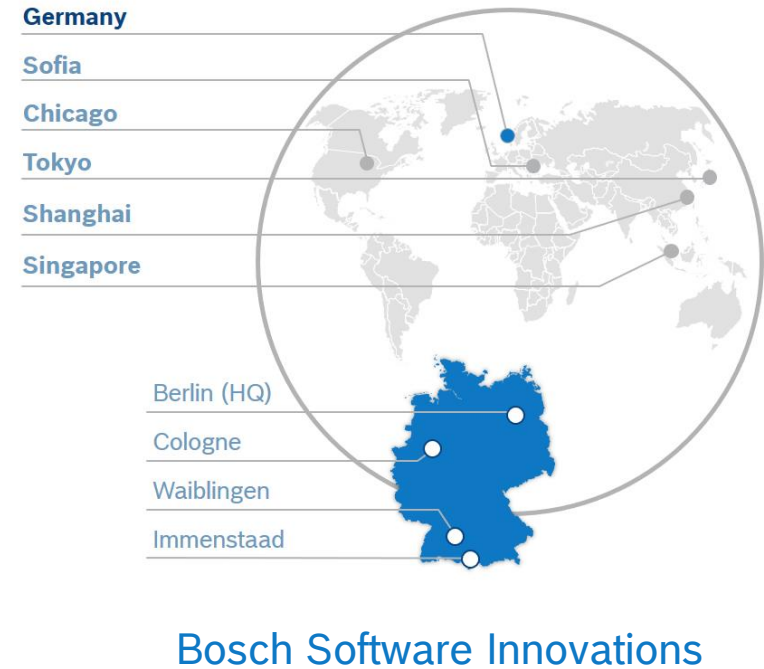 Germany
Sofia
Chicago
Tokyo
Shanghai
Singapore
Berlin (HQ)
Cologne
Waiblingen
Immenstaad
Bosch Software Innovations